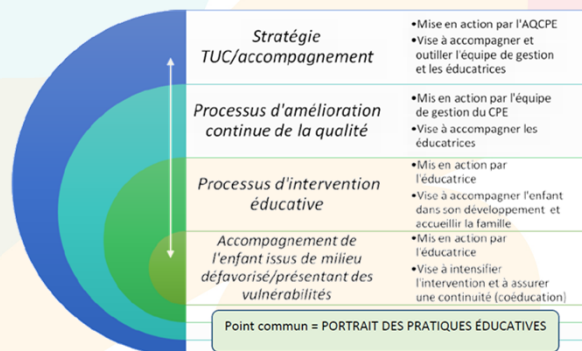 Stratégie
TUC/accompagnement
•Mise en action par l'AQCPE
•Vise à accompagner et
outiller l'équipe de gestion
et les éducatrices
Processus d'amélioration
continue de la qualité
•Mis en action par l'équipe
de gestion du CPE
•Vise à accompagner les
éducatrices
Processus d'intervention
éducative
•Mis en action par
l'éducatrice
•Vise à accompagner l'enfant
dans son développement et
accueillir la famille
Accompagnement de
l'enfant issus de milieu
défavorisé/présentant des
vulnérabilités
•Mis en action par
l'éducatrice
•Vise à intensifier
l'intervention et à assurer
une continuité (coéducation)
Point commun = PORTRAIT DES PRATIQUES ÉDUCATIVES